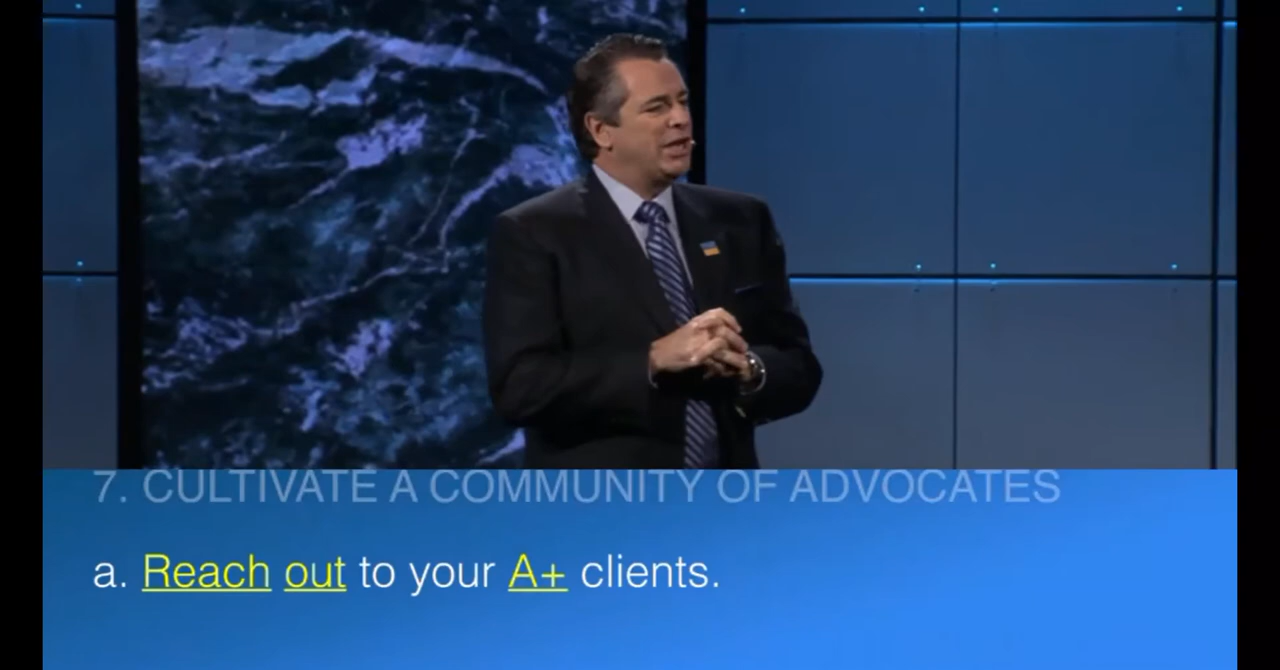 7. CULTIVATE A COMMUNITY OF ADVOCATES
a. Reach out to your A+ clients.